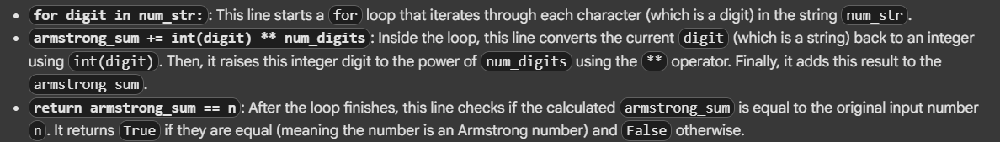 • for digit in num_str:: This line starts a for loop that iterates through each character (which is a digit) in the string num_str.
• armstrong_sum += int(digit) ** num_digits: Inside the loop, this line converts the current digit (which is a string) back to an integer
using int(digit). Then, it raises this integer digit to the power of num_digits using the ** operator. Finally, it adds this result to the
armstrong_sum.
• return armstrong_sum == n: After the loop finishes, this line checks if the calculated armstrong_sum is equal to the original input number
n. It returns True if they are equal (meaning the number is an Armstrong number) and False otherwise.